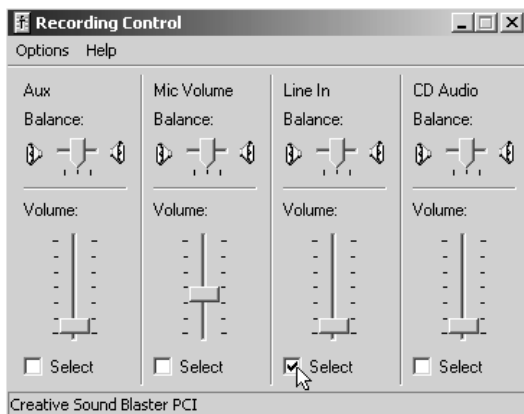 Recording Control
Options Help
Aux
Balance:
Volume:
Select
Mic Volume
Balance:
Volume:
Select
Line In
Balance:
Volume:
Select
CD Audio
Balance:
Volume:
Select
Creative Sound Blaster PCI